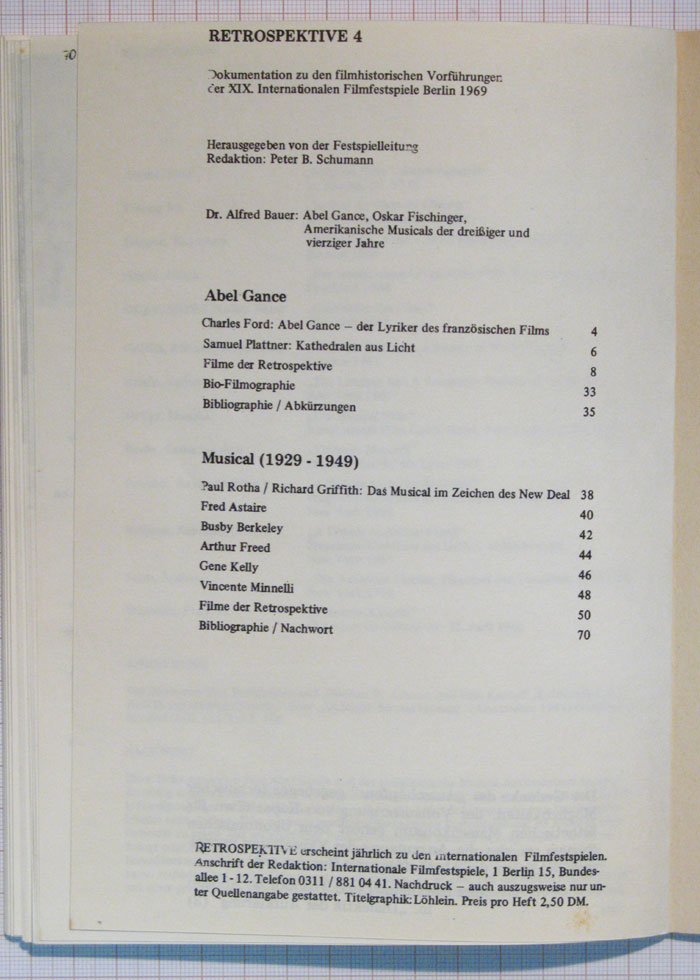 70
RETROSPEKTIVE 4
Dokumentation zu den filmhistorischen Vorführungen
der XIX. Internationalen Filmfestspiele Berlin 1969
Herausgegeben von der Festspielleitung
Redaktion: Peter B. Schumann
Dr. Alfred Bauer: Abel Gance, Oskar Fischinger,
Amerikanische Musicals der dreißiger und
vierziger Jahre
Abel Gance
Charles Ford: Abel Gance – der Lyriker des französischen Films 4
Samuel Plattner: Kathedralen aus Licht 6
Filme der Retrospektive 8
Bio-Filmographie 33
Bibliographie / Abkürzungen 35
Musical (1929 - 1949)
Paul Rotha / Richard Griffith: Das Musical im Zeichen des New Deal 38
Fred Astaire 40
Busby Berkeley 42
Arthur Freed 44
Gene Kelly 46
Vincente Minnelli 48
Filme der Retrospektive 50
Bibliographie / Nachwort 70
RETROSPEKTIVE erscheint jährlich zu den internationalen Filmfestspielen.
Anschrift der Redaktion: Internationale Filmfestspiele, 1 Berlin 15, Bundes-
allee 1 - 12. Telefon 0311 / 881 04 41. Nachdruck – auch auszugsweise nur un-
ter Quellenangabe gestattet. Titelgraphik: Löhlein. Preis pro Heft 2,50 DM.